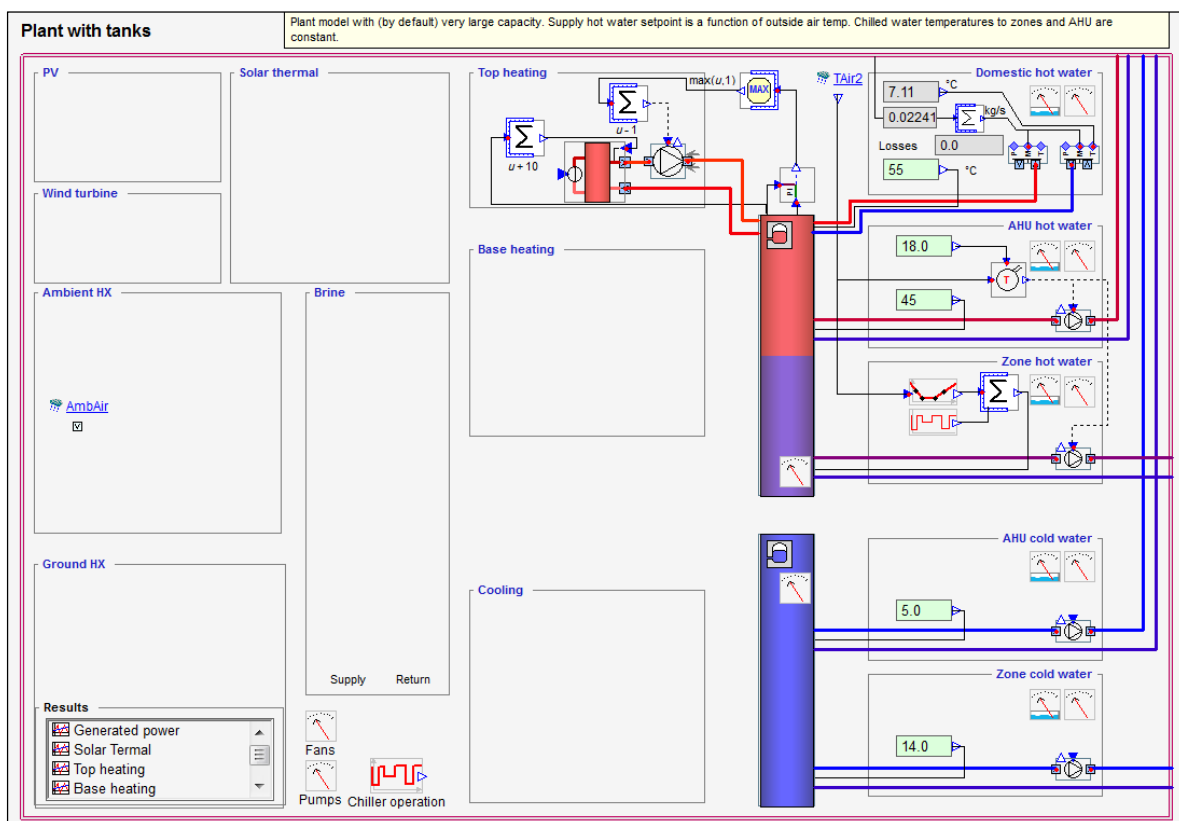 Plant with tanks
Plant model with (by default) very large capacity. Supply hot water setpoint is a function of outside air temp. Chilled water temperatures to zones and AHU are
constant.
PV
Solar thermal
Top heating
max(u,1)
MAX
TAir2
Domestic hot water
7.11
°C
0.02241
Σ
kg/s
Losses
0.0
55
°C
P M T
P M T
V
Σ
u - 1
Σ
u + 10
PI
Wind turbine
AHU hot water
18.0
T
45
Base heating
Ambient HX
Brine
AmbAir
V
Zone hot water
Σ
AHU cold water
5.0
Ground HX
Cooling
Supply
Return
Zone cold water
14.0
Results
Generated power
Solar Termal
Top heating
Base heating
Fans
Pumps
Chiller operation